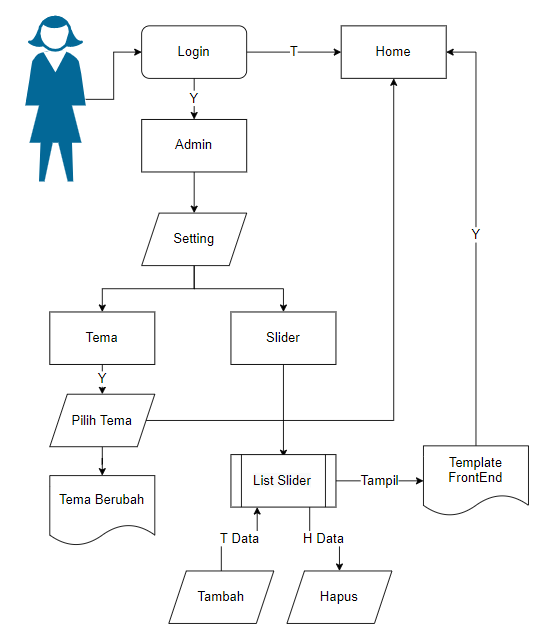 Login
T
Home
Y
Admin
Setting
Y
Tema
Slider
Y
Pilih Tema
Tema Berubah
List Slider
Tampil
Template
FrontEnd
T Data
H Data
Tambah
Hapus